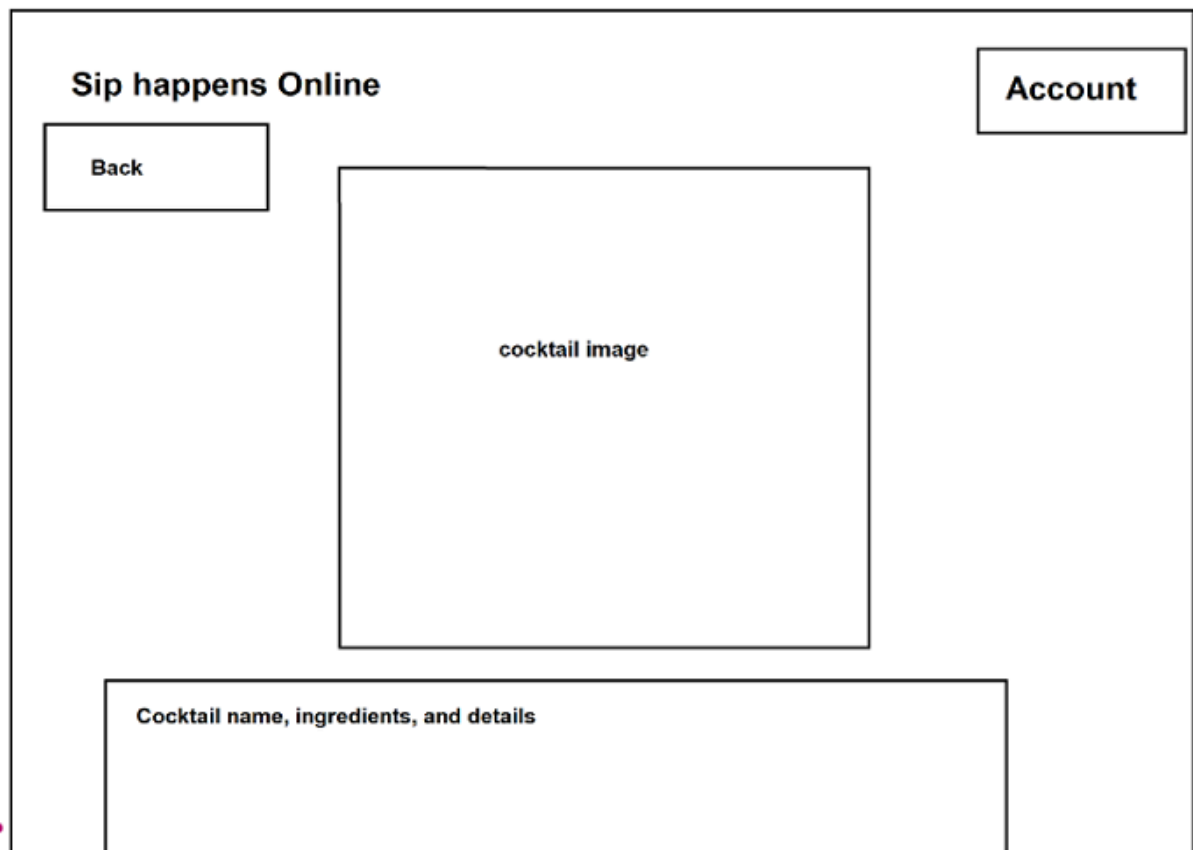 Sip happens Online
Account
Back
cocktail image
Cocktail name, ingredients, and details